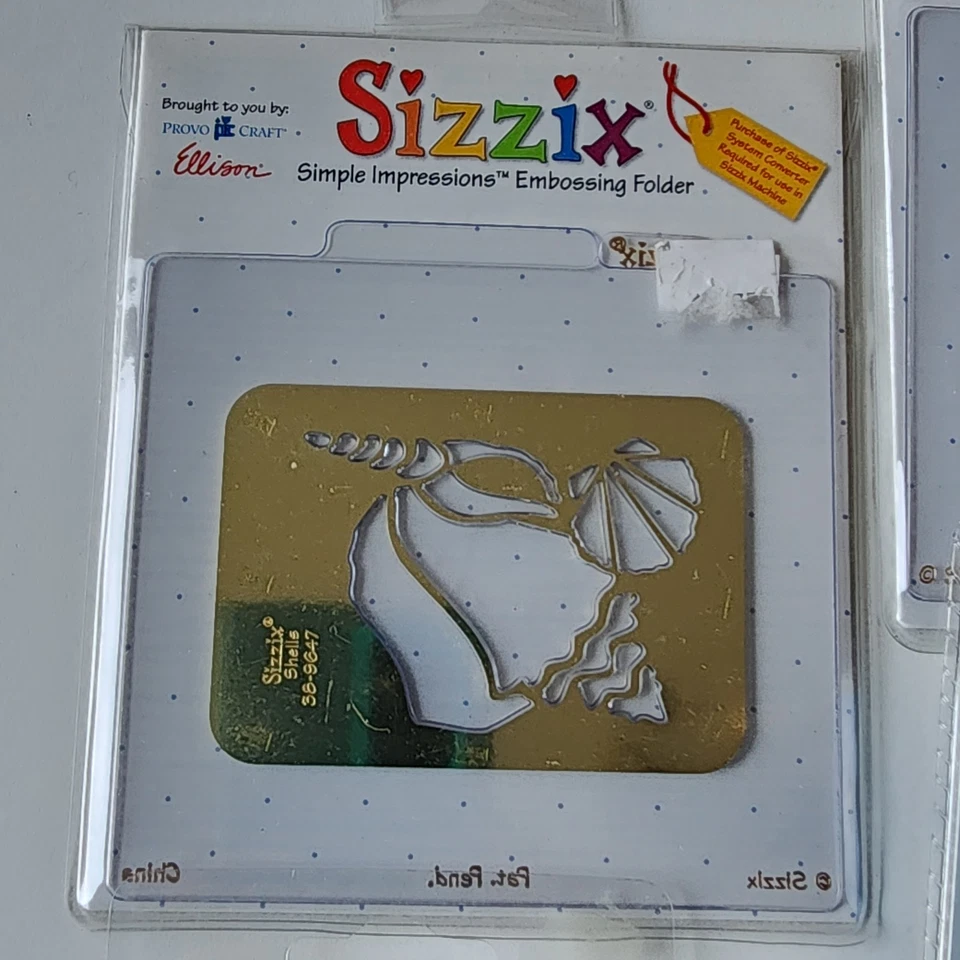 Brought to you by:
PROVO pc CRAFT®
Ellison®
Sizzix®
Simple Impressions™ Embossing Folder
Purchase of Sizzix®
System Converter
Required for use in
Sizzix Machine
Sizzix®
Shells
38-9647
China
Pat. Pend.
© Sizzix
©